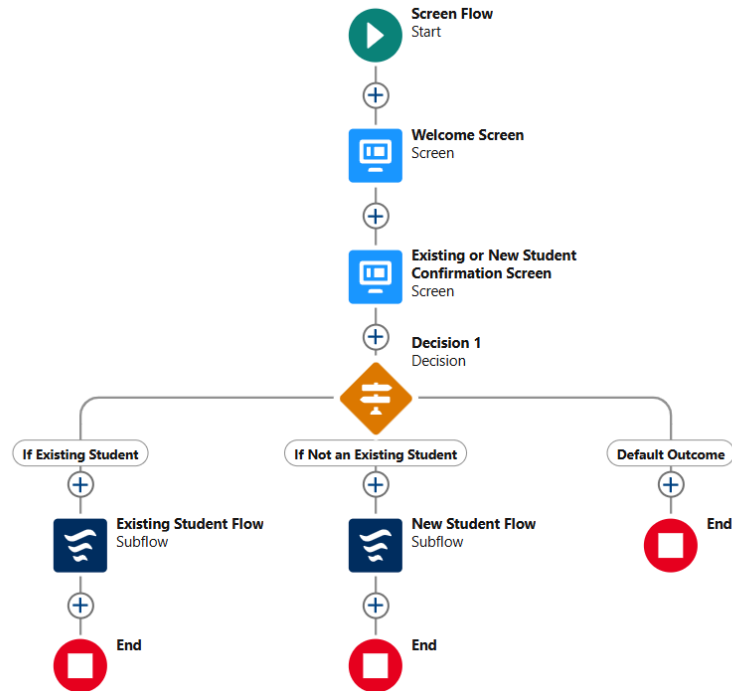 Screen Flow
Start
Welcome Screen
Screen
Existing or New Student
Confirmation Screen
Screen
Decision 1
Decision
If Existing Student
If Not an Existing Student
Default Outcome
Existing Student Flow
Subflow
New Student Flow
Subflow
End
End
End